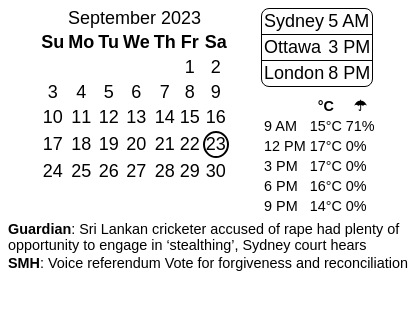 September 2023
Su Mo Tu We Th Fr Sa
1 2
3 4 5 6 7 8 9
10 11 12 13 14 15 16
17 18 19 20 21 22 23
24 25 26 27 28 29 30
Sydney 5 AM
Ottawa 3 PM
London 8 PM
°C ☂
9 AM 15°C 71%
12 PM 17°C 0%
3 PM 17°C 0%
6 PM 16°C 0%
9 PM 14°C 0%
Guardian: Sri Lankan cricketer accused of rape had plenty of
opportunity to engage in ‘stealthing’, Sydney court hears
SMH: Voice referendum Vote for forgiveness and reconciliation